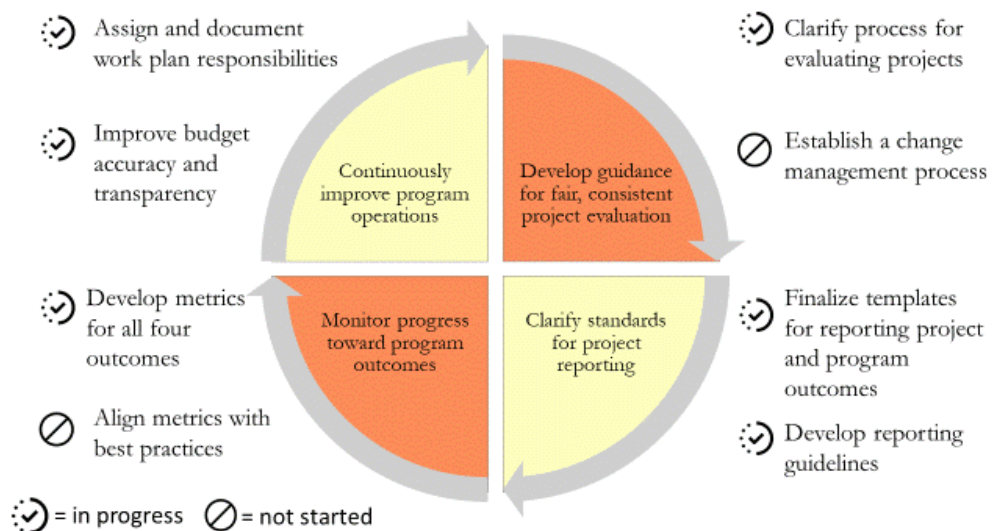 Assign and document
work plan responsibilities
Improve budget
accuracy and
transparency
Continuously
improve program
operations
Develop guidance
for fair, consistent
project evaluation
Clarify process for
evaluating projects
Establish a change
management process
Develop metrics
for all four
outcomes
Align metrics with
best practices
Monitor progress
toward program
outcomes
Clarify standards
for project
reporting
Finalize templates
for reporting project
and program
outcomes
Develop reporting
guidelines
= in progress
= not started